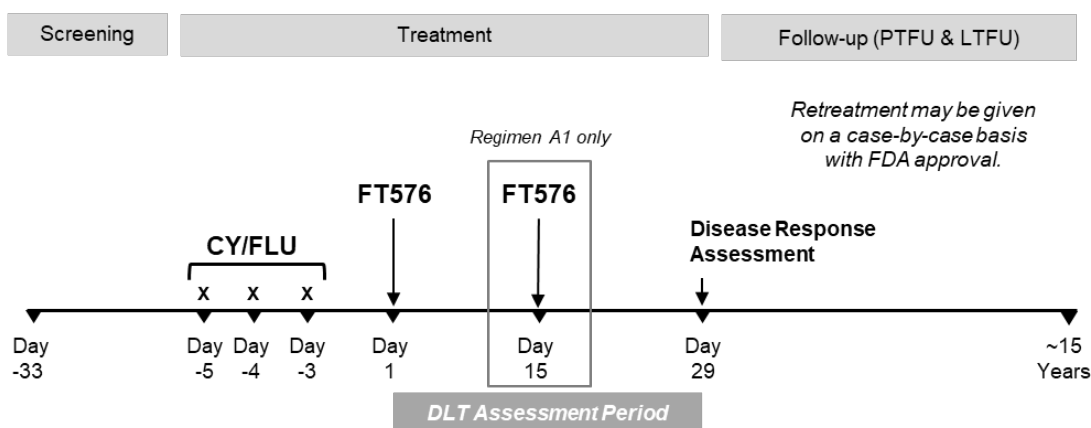 Screening
Treatment
Follow-up (PTFU & LTFU)
Retreatment may be given
on a case-by-case basis
with FDA approval.
Regimen A1 only
FT576
FT576
Disease Response
Assessment
CY/FLU
x x x
Day
-33
Day
-5
Day
-4
Day
-3
Day
1
Day
15
Day
29
~15
Years
DLT Assessment Period